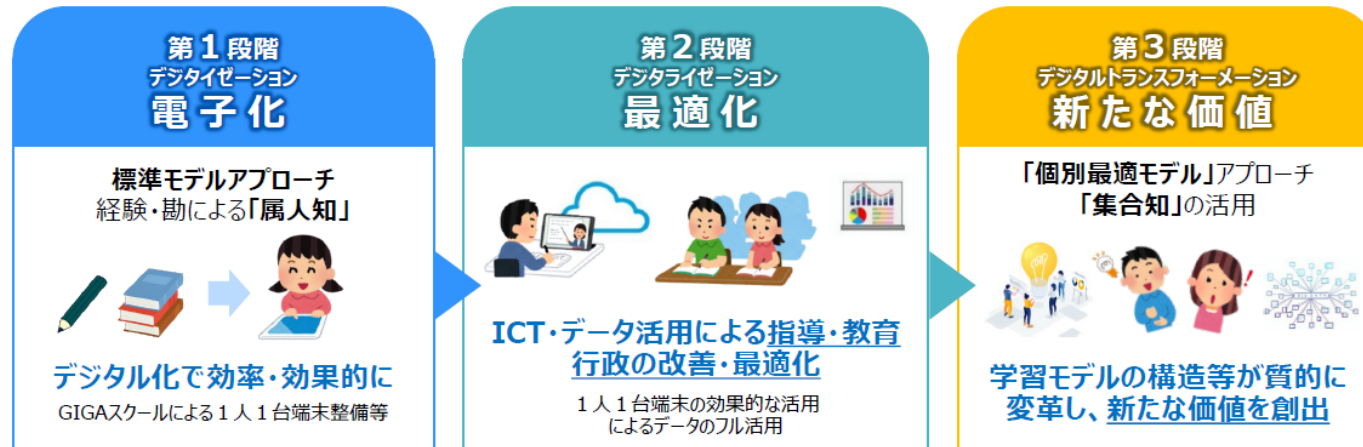 第1段階
デジタイゼーション
電子化
標準モデルアプローチ
経験・勘による「属人知」
デジタル化で効率・効果的に
GIGAスクールによる１人１台端末整備等
第2段階
デジタライゼーション
最適化
ICT・データ活用による指導・教育
行政の改善・最適化
１人１台端末の効果的な活用
によるデータのフル活用
第3段階
デジタルトランスフォーメーション
新たな価値
「個別最適モデル」アプローチ
「集合知」の活用
学習モデルの構造等が質的に
変革し、新たな価値を創出